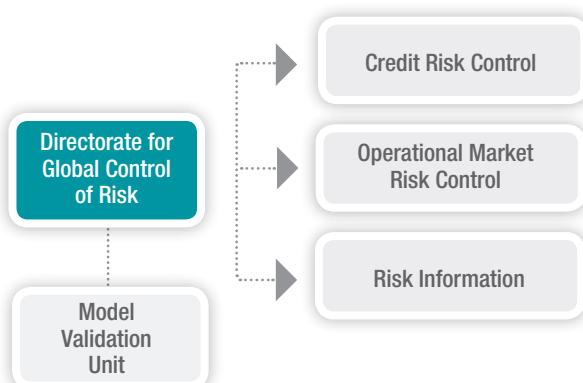 Directorate for
Global Control
of Risk
Model
Validation
Unit
Credit Risk Control
Operational Market
Risk Control
Risk Information